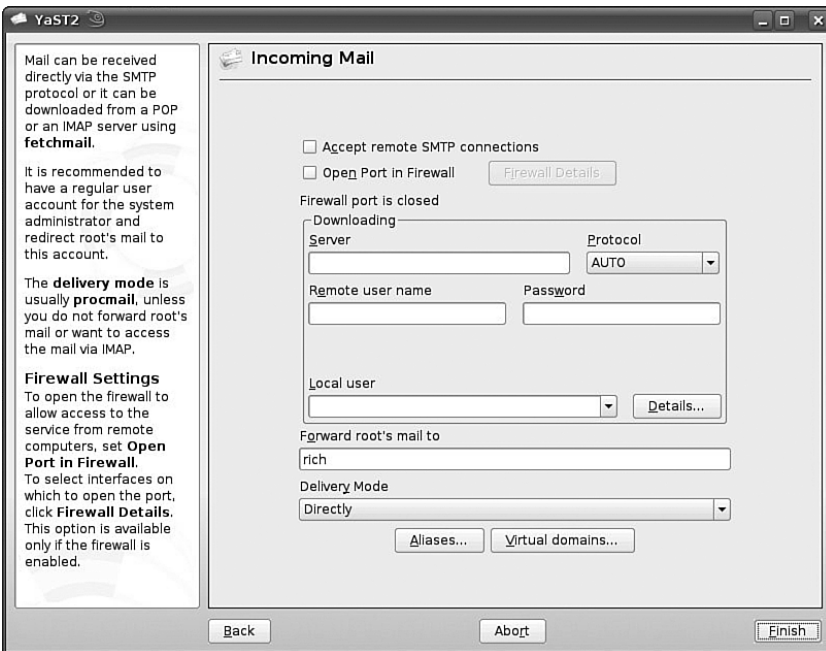 YaST2
Mail can be received
directly via the SMTP
protocol or it can be
downloaded from a POP
or an IMAP server using
fetchmail.
It is recommended to
have a regular user
account for the system
administrator and
redirect root's mail to
this account.
The delivery mode is
usually procmail, unless
you do not forward root's
mail or want to access
the mail via IMAP.
Firewall Settings
To open the firewall to
allow access to the
service from remote
computers, set Open
Port in Firewall.
To select interfaces on
which to open the port,
click Firewall Details.
This option is available
only if the firewall is
enabled.
Incoming Mail
Accept remote SMTP connections
Open Port in Firewall Firewall Details
Firewall port is closed
Downloading
Server Protocol
AUTO
Remote user name Password
Local user
Details...
Forward root's mail to
rich
Delivery Mode
Directly
Aliases... Virtual domains...
Back Abort Finish